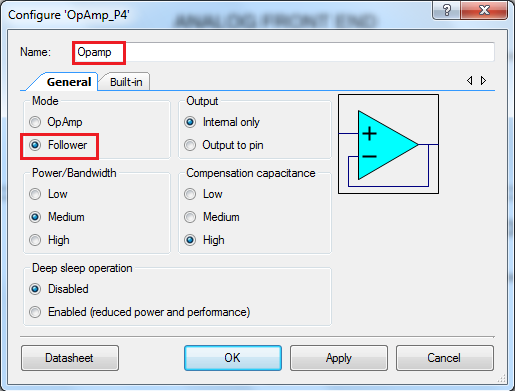 Configure 'OpAmp_P4'
ANALOG FRONT END
Name: Opamp
General Built-in
Mode Output
OpAmp Internal only
Follower Output to pin
Power/Bandwidth Compensation capacitance
Low Low
Medium Medium
High High
Deep sleep operation
Disabled
Enabled (reduced power and performance)
Datasheet OK Apply Cancel